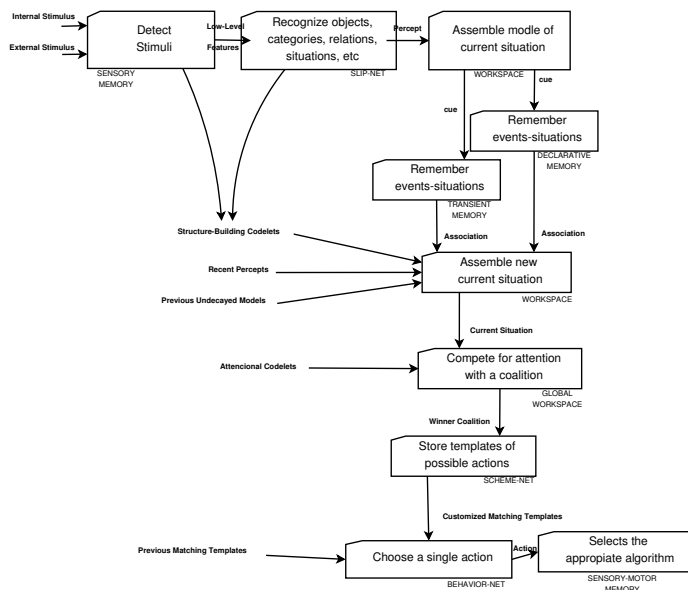 Internal Stimulus
External Stimulus
Detect
Stimuli
SENSORY
MEMORY
Low-Level
Features
Recognize objects,
categories, relations,
situations, etc
SLIP-NET
Percept
Assemble modle of
current situation
WORKSPACE
cue
cue
Remember
events-situations
DECLARATIVE
MEMORY
Remember
events-situations
TRANSIENT
MEMORY
Association
Association
Structure-Building Codelets
Recent Percepts
Previous Undecayed Models
Assemble new
current situation
WORKSPACE
Current Situation
Attencional Codelets
Compete for attention
with a coalition
GLOBAL
WORKSPACE
Winner Coalition
Store templates of
possible actions
SCHEME-NET
Customized Matching Templates
Previous Matching Templates
Choose a single action
BEHAVIOR-NET
Action
Selects the
appropiate algorithm
SENSORY-MOTOR
MEMORY